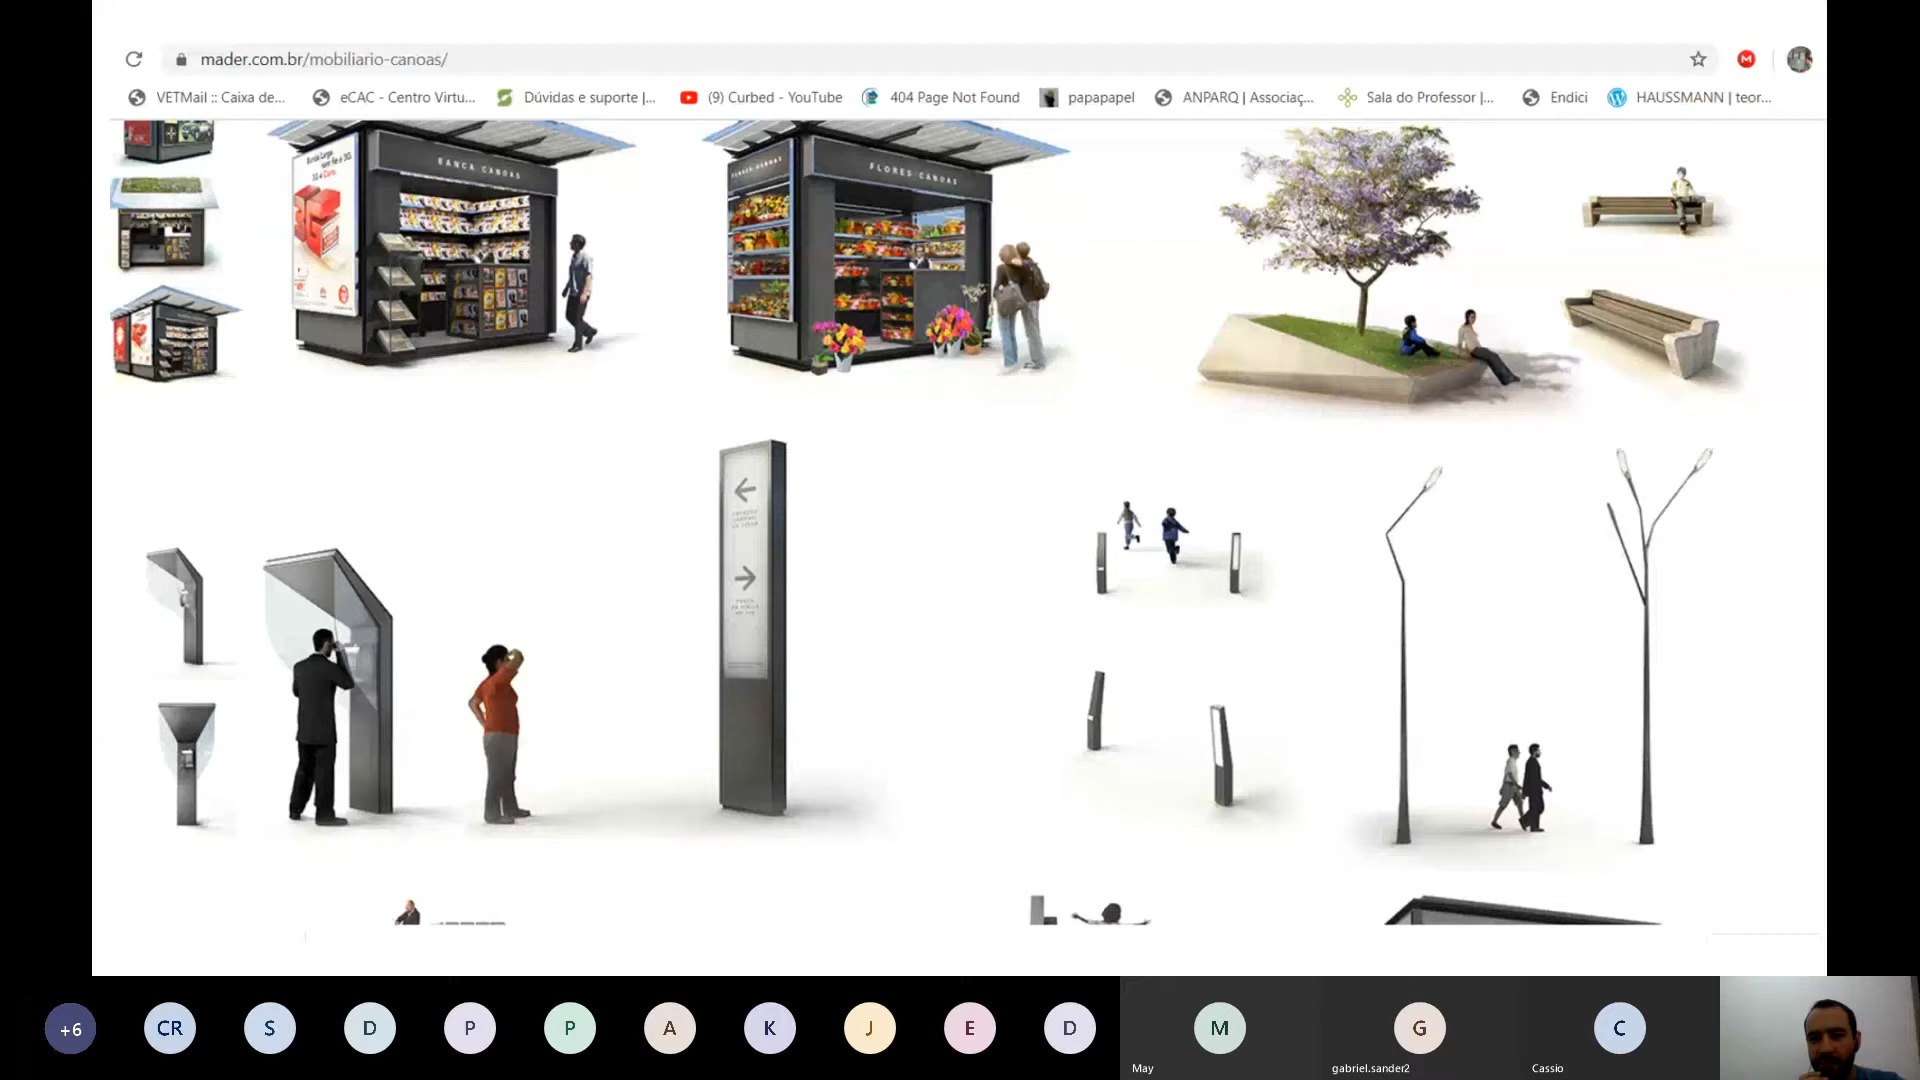 mader.com.br/mobiliario-canoas/
M
VETMail :: Caixa de...
eCAC - Centro Virtu...
Dúvidas e suporte |...
(9) Curbed - YouTube
404 Page Not Found
papapapel
ANPARQ | Associaç...
Sala do Professor |...
Endici
HAUSSMANN | teor...
BANCA CANOAS
FLORES CANOAS
3G
+6
CR
S
D
P
P
A
K
J
E
D
M
G
C
May
gabriel.sander2
Cassio